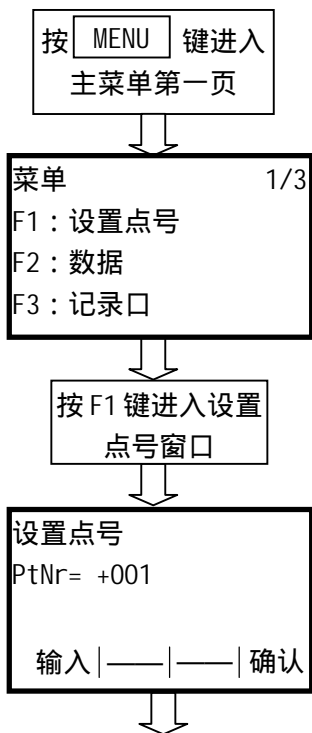 按 MENU 键进入
主菜单第一页
菜单 1/3
F1：设置点号
F2：数据
F3：记录口
按 F1 键进入设置
点号窗口
设置点号
PtNr= +001
输入|——|——|确认